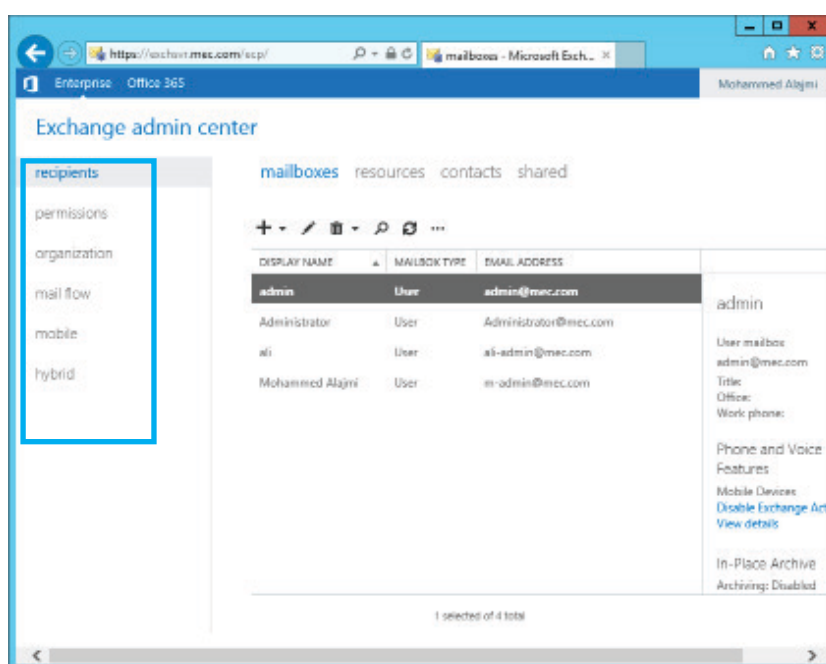 https://exchsvr.mec.com/ecp/
mailboxes - Microsoft Exch...
Enterprise Office 365
Mohammed Alajmi
Exchange admin center
recipients
permissions
organization
mail flow
mobile
hybrid
mailboxes resources contacts shared
DISPLAY NAME MAILBOX TYPE EMAIL ADDRESS
admin User admin@mec.com
Administrator User Administrator@mec.com
ali User ali-admin@mec.com
Mohammed Alajmi User m-admin@mec.com
1 selected of 4 total
admin
User mailbox
admin@mec.com
Title:
Office:
Work phone:
Phone and Voice
Features
Mobile Devices
Disable Exchange Act
View details
In-Place Archive
Archiving: Disabled